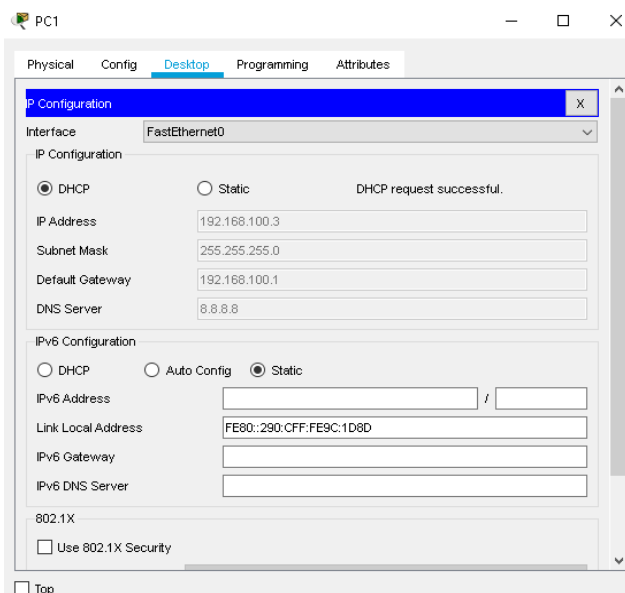 PC1
Physical Config Desktop Programming Attributes
IP Configuration X
Interface FastEthernet0
IP Configuration
DHCP Static DHCP request successful.
IP Address 192.168.100.3
Subnet Mask 255.255.255.0
Default Gateway 192.168.100.1
DNS Server 8.8.8.8
IPv6 Configuration
DHCP Auto Config Static
IPv6 Address /
Link Local Address FE80::290:CFF:FE9C:1D8D
IPv6 Gateway
IPv6 DNS Server
802.1X
Use 802.1X Security
Top